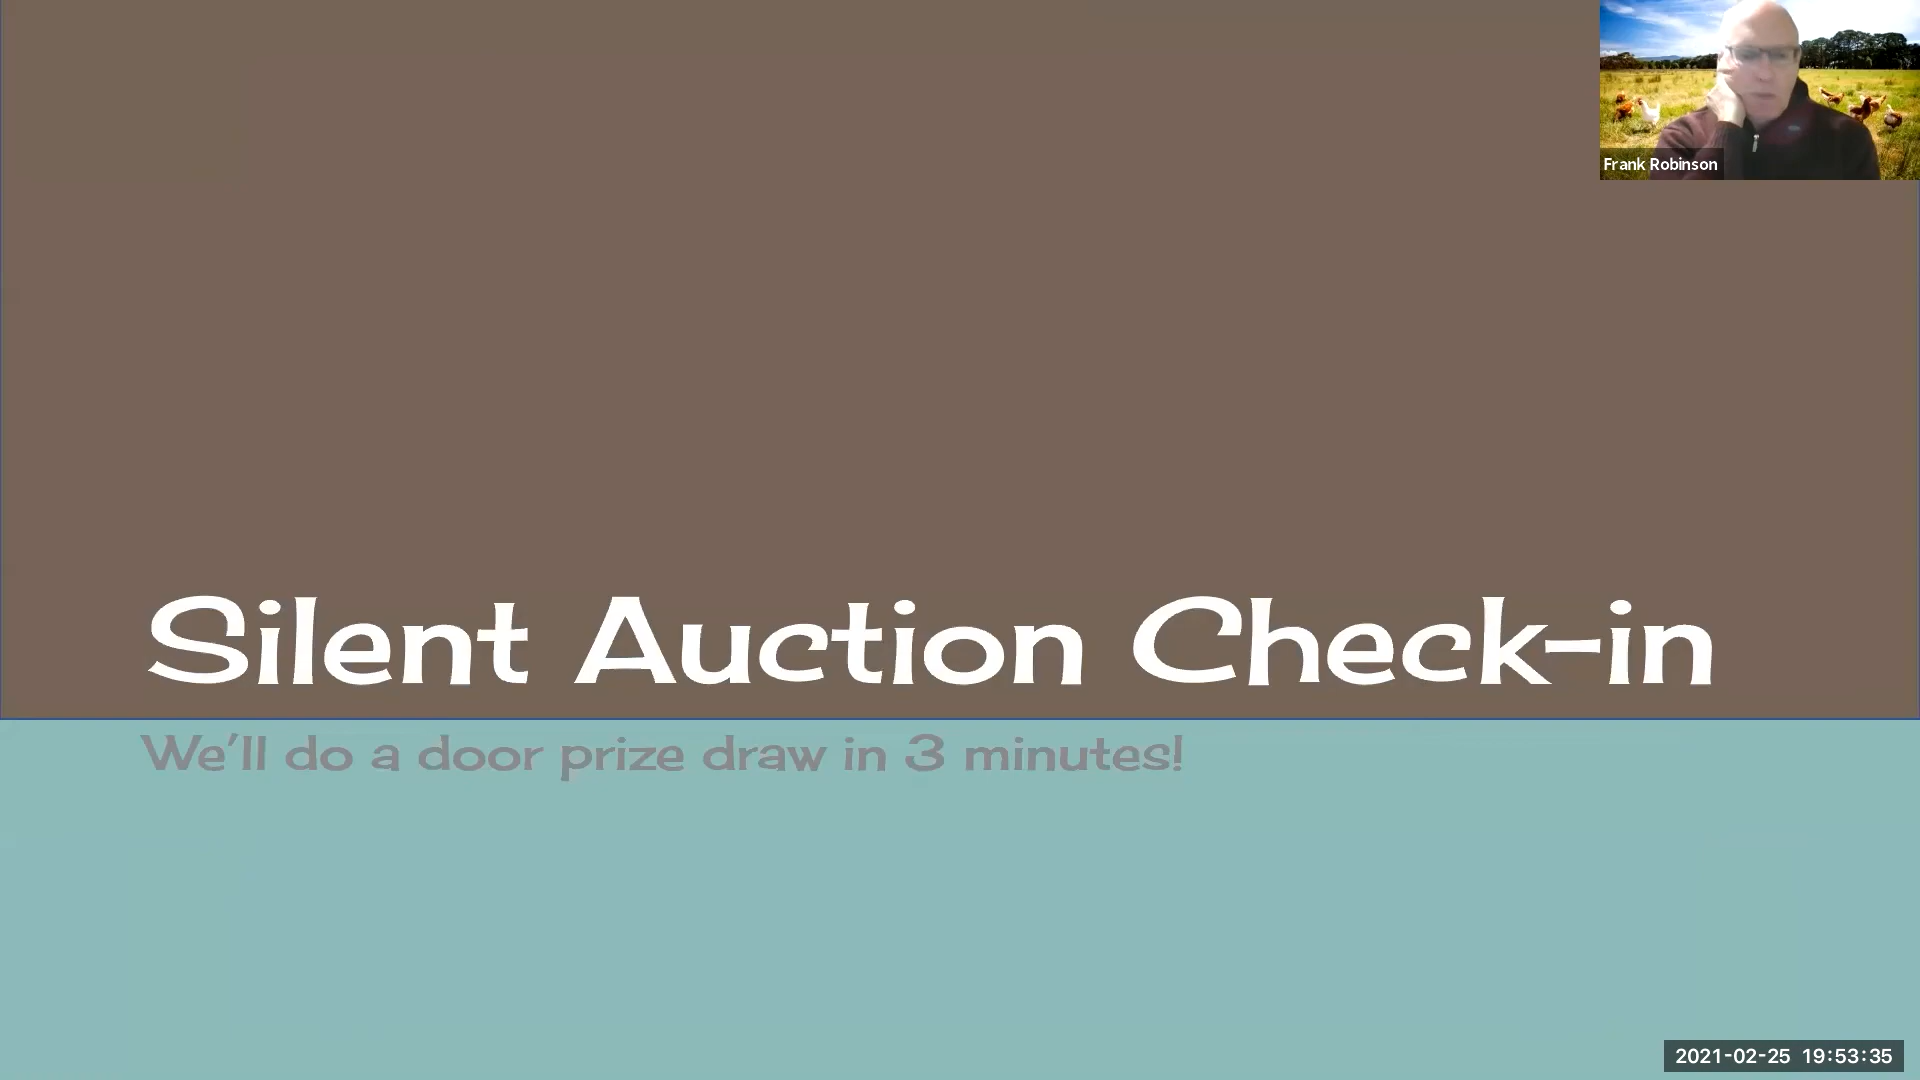 Frank Robinson
Silent Auction Check-in
We'll do a door prize draw in 3 minutes!
2021-02-25 19:53:35